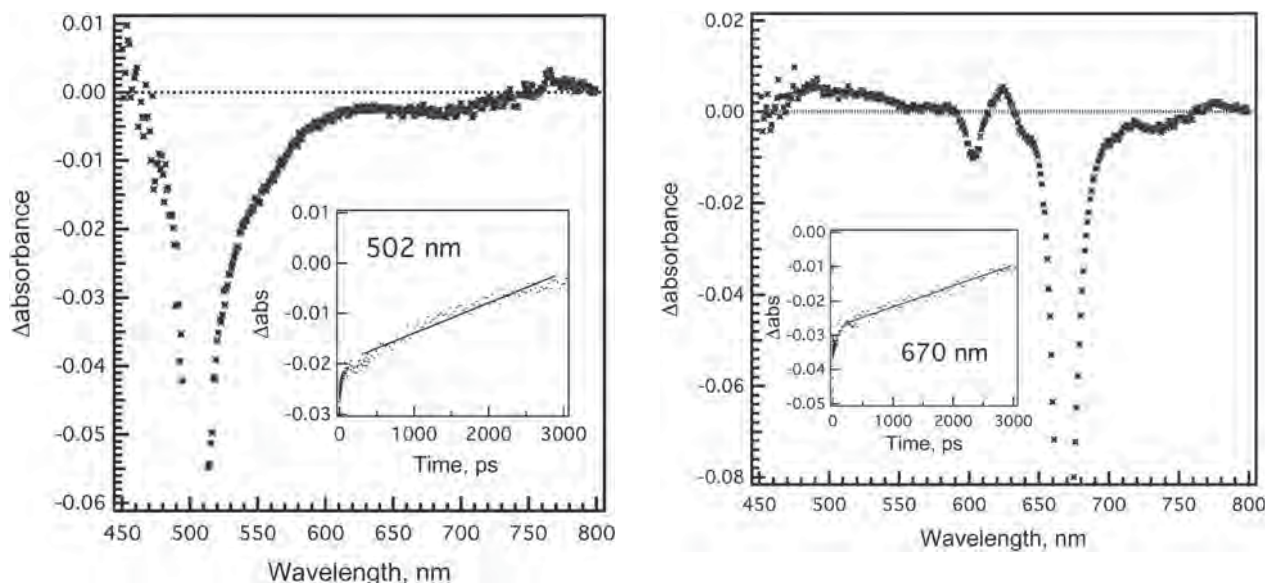 0.01
0.00
-0.01
-0.02
-0.03
-0.04
-0.05
-0.06
Δabsorbance
450 500 550 600 650 700 750 800
Wavelength, nm
0.01
0.00
-0.01
-0.02
-0.03
Δabs
502 nm
0 1000 2000 3000
Time, ps
0.02
0.00
-0.02
-0.04
-0.06
-0.08
Δabsorbance
450 500 550 600 650 700 750 800
Wavelength, nm
0.00
-0.01
-0.02
-0.03
-0.04
-0.05
Δabs
670 nm
0 1000 2000 3000
Time, ps